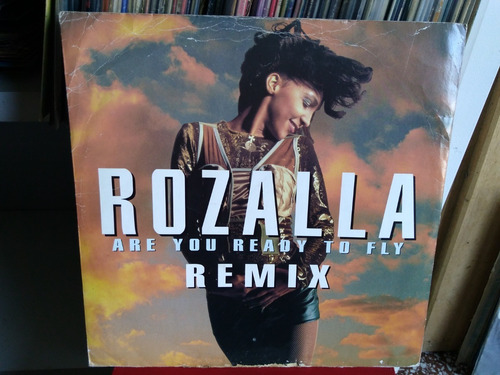 ROZALLA
ARE YOU READY TO FLY
REMIX